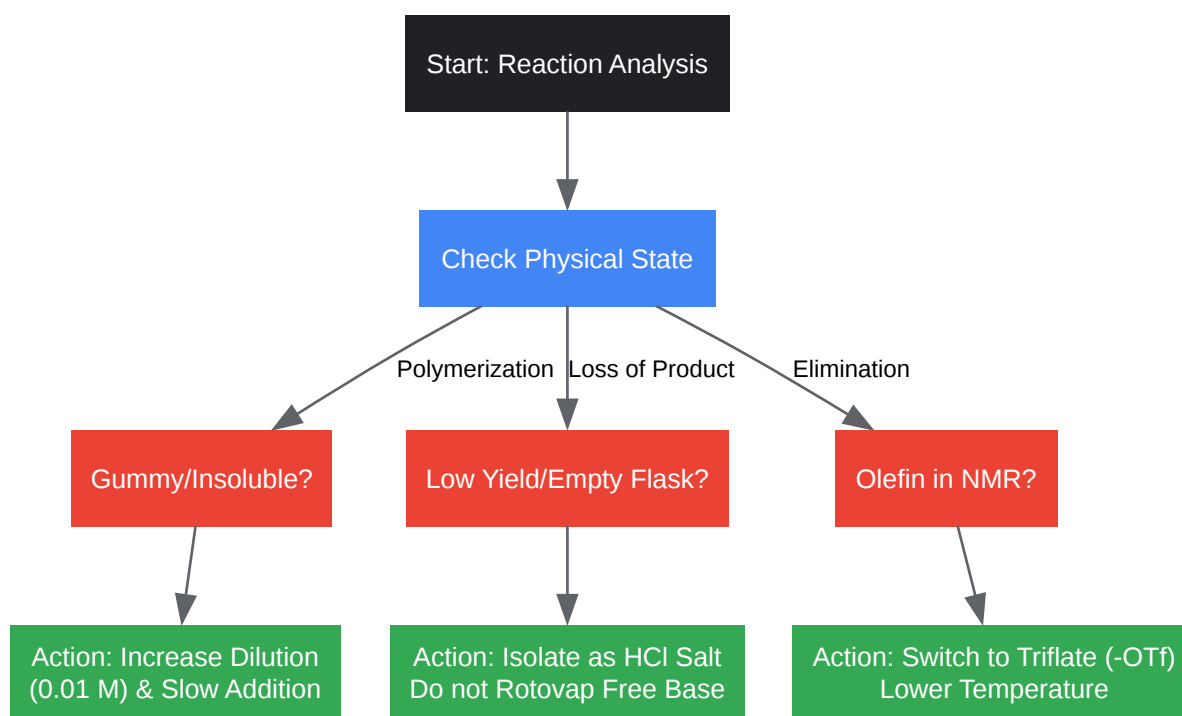 Start: Reaction Analysis
Check Physical State
Polymerization
Loss of Product
Elimination
Gummy/Insoluble?
Low Yield/Empty Flask?
Olefin in NMR?
Action: Increase Dilution
(0.01 M) & Slow Addition
Action: Isolate as HCl Salt
Do not Rotovap Free Base
Action: Switch to Triflate (-OTf)
Lower Temperature